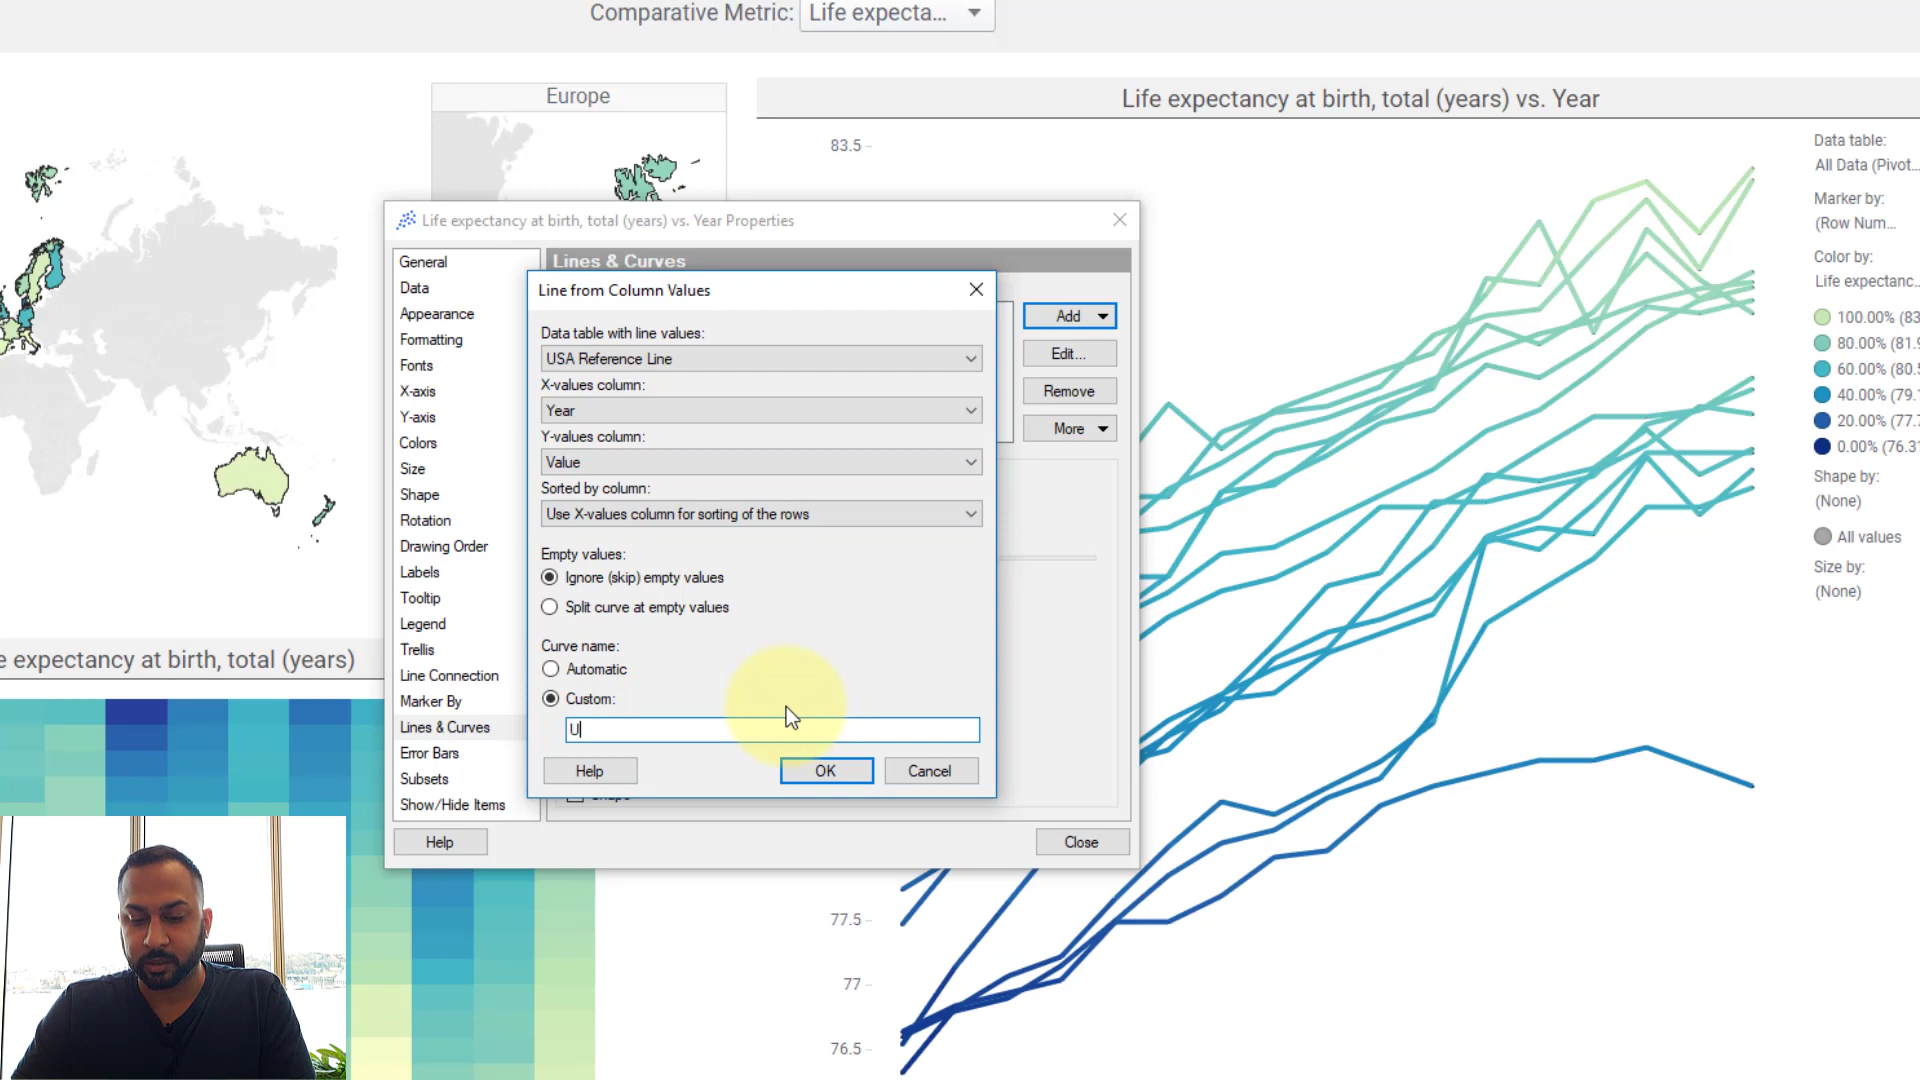 Comparative Metric: Life expecta...
Europe
Life expectancy at birth, total (years) vs. Year
83.5
77.5
77
76.5
Data table:
All Data (Pivot...
Marker by:
(Row Num...
Color by:
Life expectanc...
100.00% (83
80.00% (81.9
60.00% (80.5
40.00% (79.1
20.00% (77.7
0.00% (76.31
Shape by:
(None)
All values
Size by:
(None)
e expectancy at birth, total (years)
Life expectancy at birth, total (years) vs. Year Properties
General
Data
Appearance
Formatting
Fonts
X-axis
Y-axis
Colors
Size
Shape
Rotation
Drawing Order
Labels
Tooltip
Legend
Trellis
Line Connection
Marker By
Lines & Curves
Error Bars
Subsets
Show/Hide Items
Lines & Curves
Add
Edit...
Remove
More
Help
Close
Line from Column Values
Data table with line values:
USA Reference Line
X-values column:
Year
Y-values column:
Value
Sorted by column:
Use X-values column for sorting of the rows
Empty values:
Ignore (skip) empty values
Split curve at empty values
Curve name:
Automatic
Custom:
U
Help
OK
Cancel